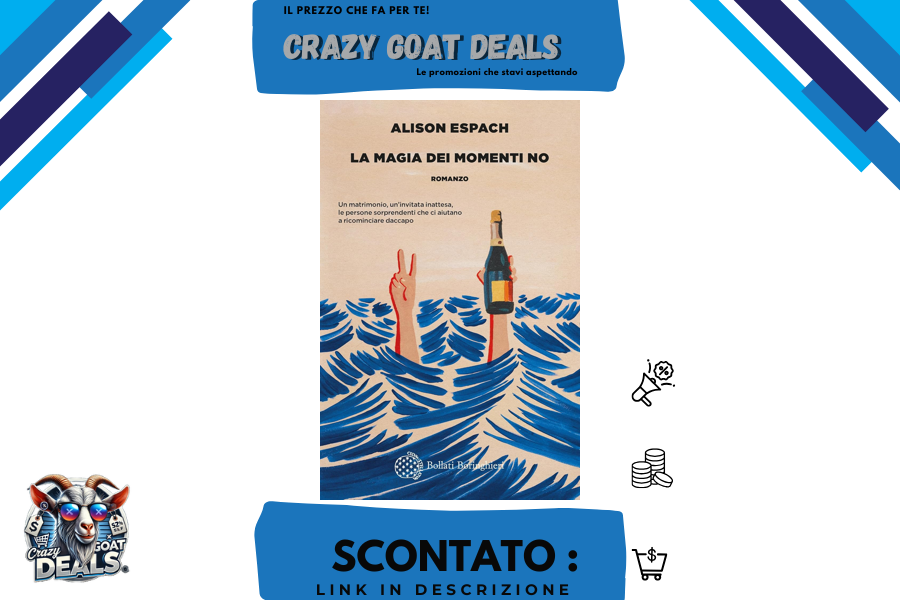 IL PREZZO CHE FA PER TE!
CRAZY GOAT DEALS
Le promozioni che stavi aspettando
ALISON ESPACH
LA MAGIA DEI MOMENTI NO
ROMANZO
Un matrimonio, un'invitata inattesa,
le persone sorprendenti che ci aiutano
a ricominciare daccapo
Bollati Boringhieri
Crazy GOAT
DEALS
SCONTATO :
LINK IN DESCRIZIONE